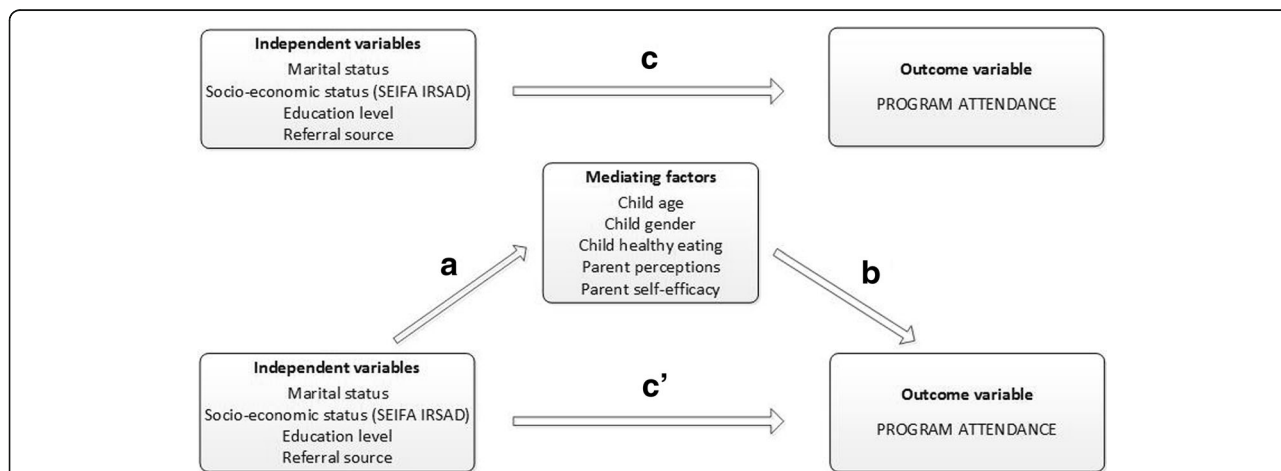 Independent variables
Marital status
Socio-economic status (SEIFA IRSAD)
Education level
Referral source
c
Outcome variable
PROGRAM ATTENDANCE
Mediating factors
Child age
Child gender
Child healthy eating
Parent perceptions
Parent self-efficacy
a
b
Independent variables
Marital status
Socio-economic status (SEIFA IRSAD)
Education level
Referral source
c’
Outcome variable
PROGRAM ATTENDANCE